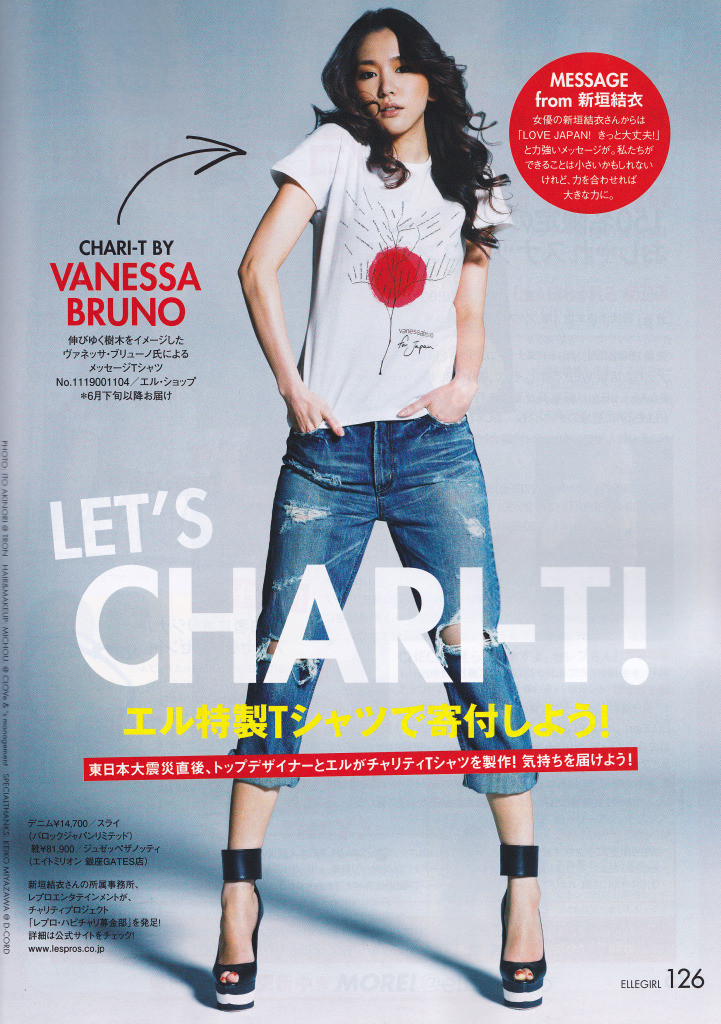 MESSAGE
from 新垣結衣
女優の新垣結衣さんからは
「LOVE JAPAN! きっと大丈夫!」
と力強いメッセージが。私たちが
できることは小さいかもしれない
けれど、力を合わせれば
大きな力に。
CHARI-T BY
VANESSA
BRUNO
伸びゆく樹木をイメージした
ヴァネッサ・ブリューノ氏による
メッセージTシャツ
No.1119001104／エル・ショップ
*6月下旬以降お届け
vanessabruno
for Japan
LET'S
CHARI-T!
エル特製Tシャツで寄付しよう!
東日本大震災直後、トップデザイナーとエルがチャリティTシャツを製作! 気持ちを届けよう!
デニム¥14,700／スライ
(バロックジャパンリミテッド)
靴¥81,900／ジュゼッペザノッティ
(エイトミリオン 銀座GATES店)
新垣結衣さんの所属事務所、
レプロエンタテインメントが、
チャリティプロジェクト
「レプロ・ハピチャリ募金部」を発足!
詳細は公式サイトをチェック!
www.lespros.co.jp
PHOTO: ITO AKINORI @ TRON HAIR&MAKEUP: MICHOU @ C(LOVe & 's management SPECIALTHANKS: KEIKO MIYAZAWA @ D-CORD
ELLEGIRL 126